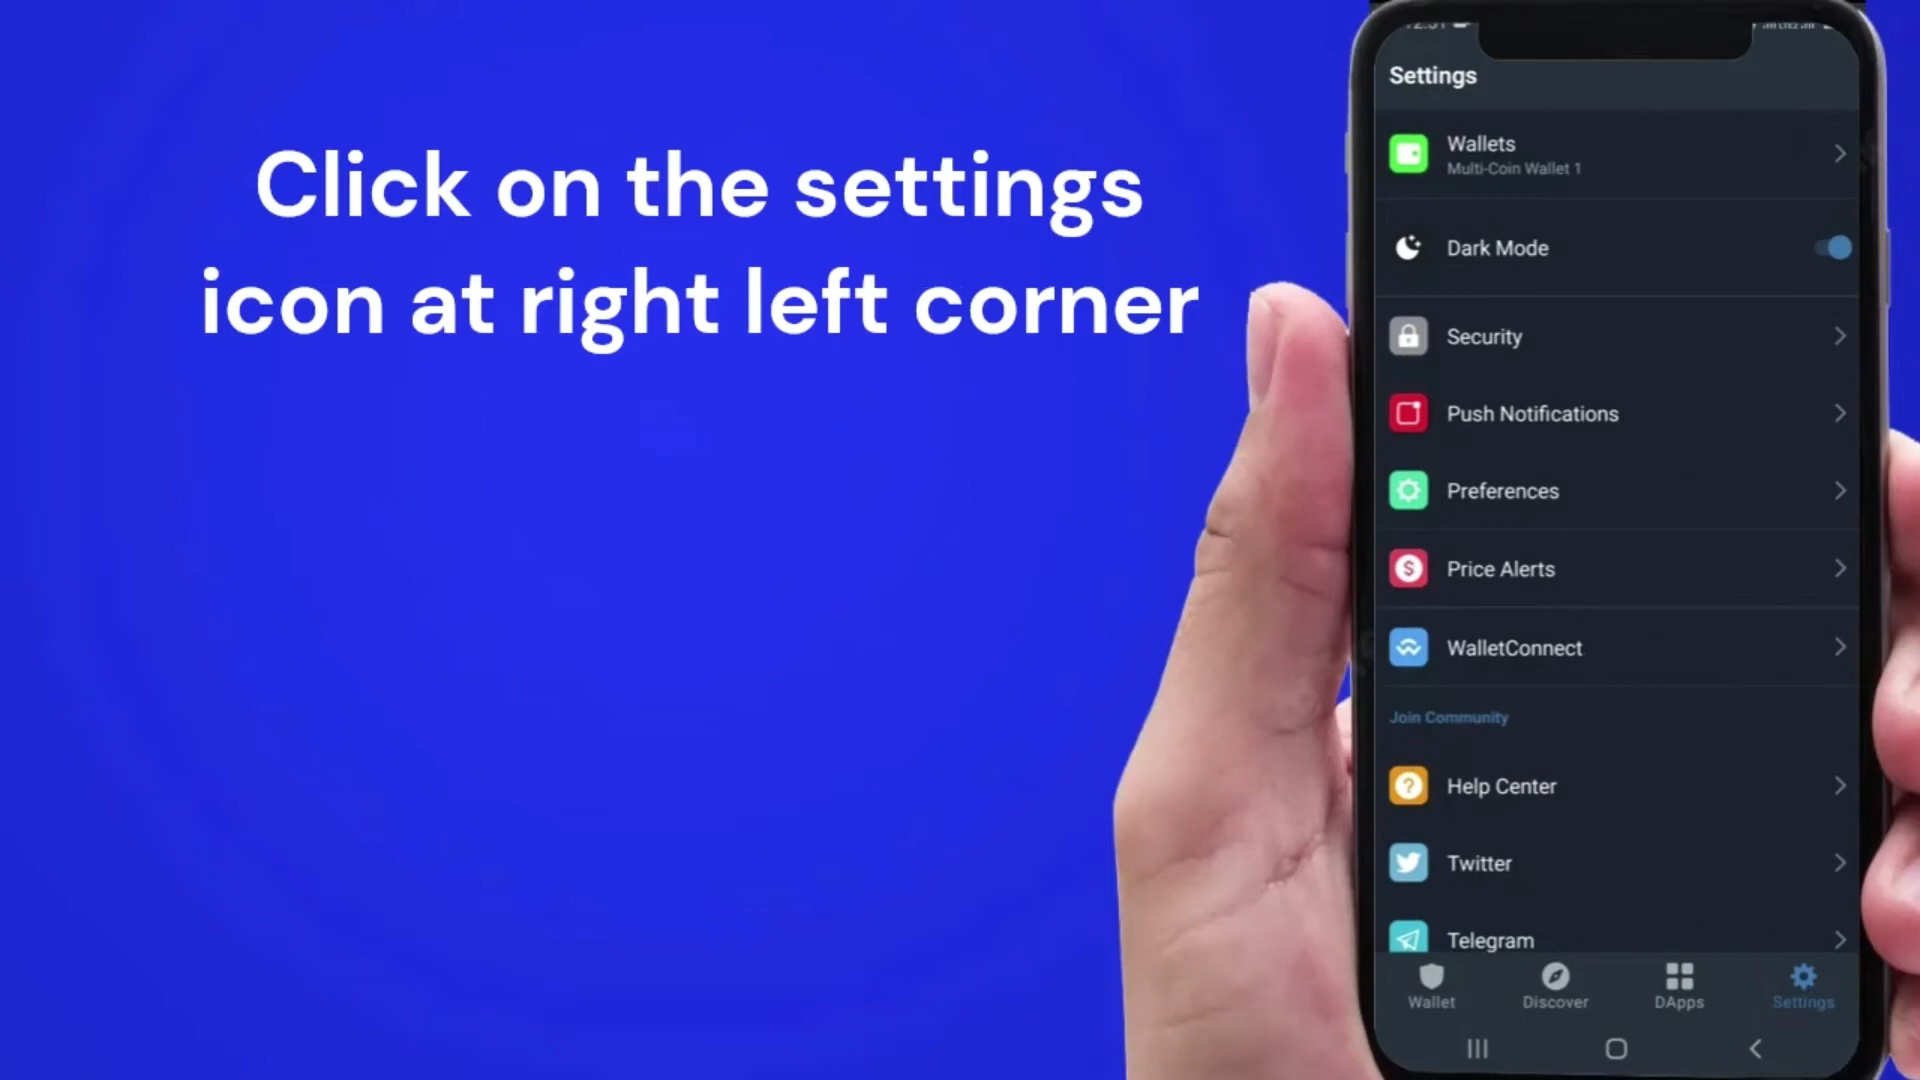 Click on the settings
icon at right left corner
Settings
Wallets
Multi-Coin Wallet 1
Dark Mode
Security
Push Notifications
Preferences
Price Alerts
WalletConnect
Join Community
Help Center
Twitter
Telegram
Wallet
Discover
DApps
Settings